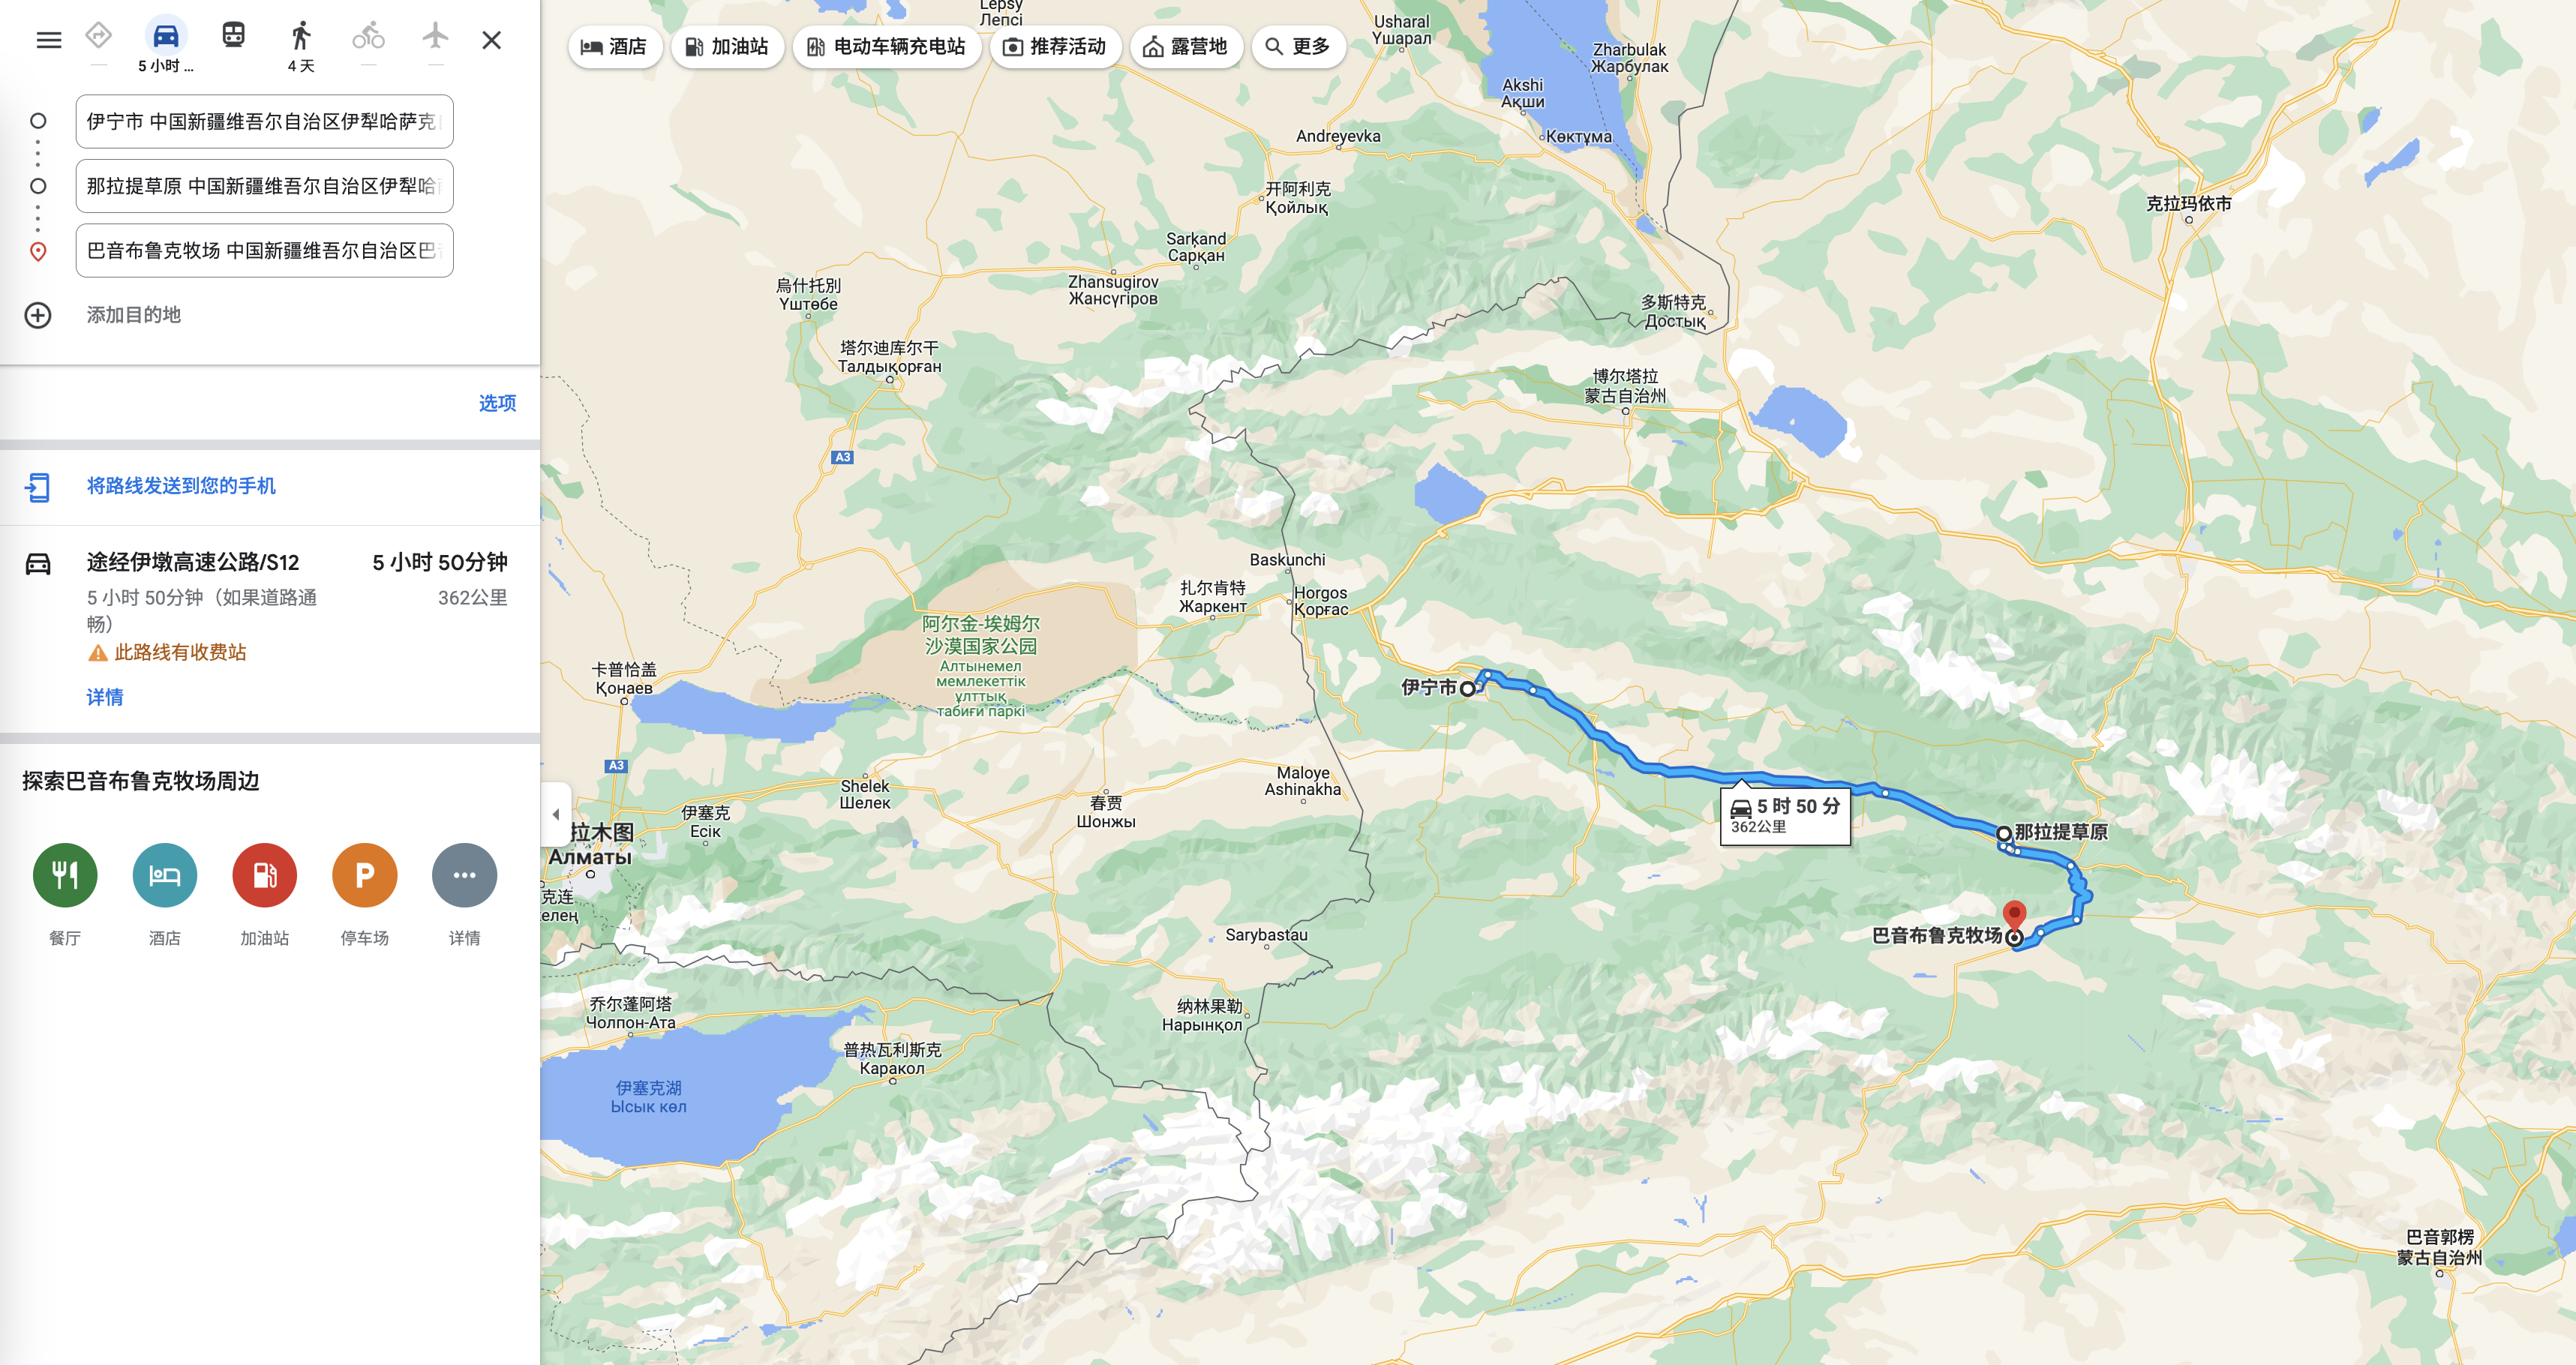 5 小时 ...
4 天
伊宁市 中国新疆维吾尔自治区伊犁哈萨克
那拉提草原 中国新疆维吾尔自治区伊犁哈
巴音布鲁克牧场 中国新疆维吾尔自治区巴
添加目的地
选项
将路线发送到您的手机
途经伊墩高速公路/S12
5 小时 50分钟
5 小时 50分钟（如果道路通
畅）
362公里
此路线有收费站
详情
探索巴音布鲁克牧场周边
餐厅
酒店
加油站
停车场
详情
酒店
加油站
电动车辆充电站
推荐活动
露营地
更多
Lepsy
Лепсі
Usharal
Үшарал
Zharbulak
Жарбулак
Akshi
Ақши
Andreyevka
Көктұма
开阿利克
Қойлық
克拉玛依市
Sarkand
Сарқан
Zhansugirov
Жансүгіров
烏什托別
Үштөбе
多斯特克
Достық
塔尔迪库尔干
Талдықорған
博尔塔拉
蒙古自治州
A3
Baskunchi
扎尔肯特
Жаркент
Horgos
Қорғас
阿尔金-埃姆尔
沙漠国家公园
Алтынемел
мемлекеттік
ұлттық
табиғи паркі
卡普恰盖
Қонаев
伊宁市
A3
Shelek
Шелек
Maloye
Ashinakha
春贾
Шонжы
伊塞克
Есік
5 时 50 分
362公里
拉木图
Алматы
那拉提草原
克连
елең
巴音布鲁克牧场
Sarybastau
乔尔蓬阿塔
Чолпон-Ата
纳林果勒
Нарынқол
普热瓦利斯克
Каракол
伊塞克湖
Ысык көл
巴音郭楞
蒙古自治州